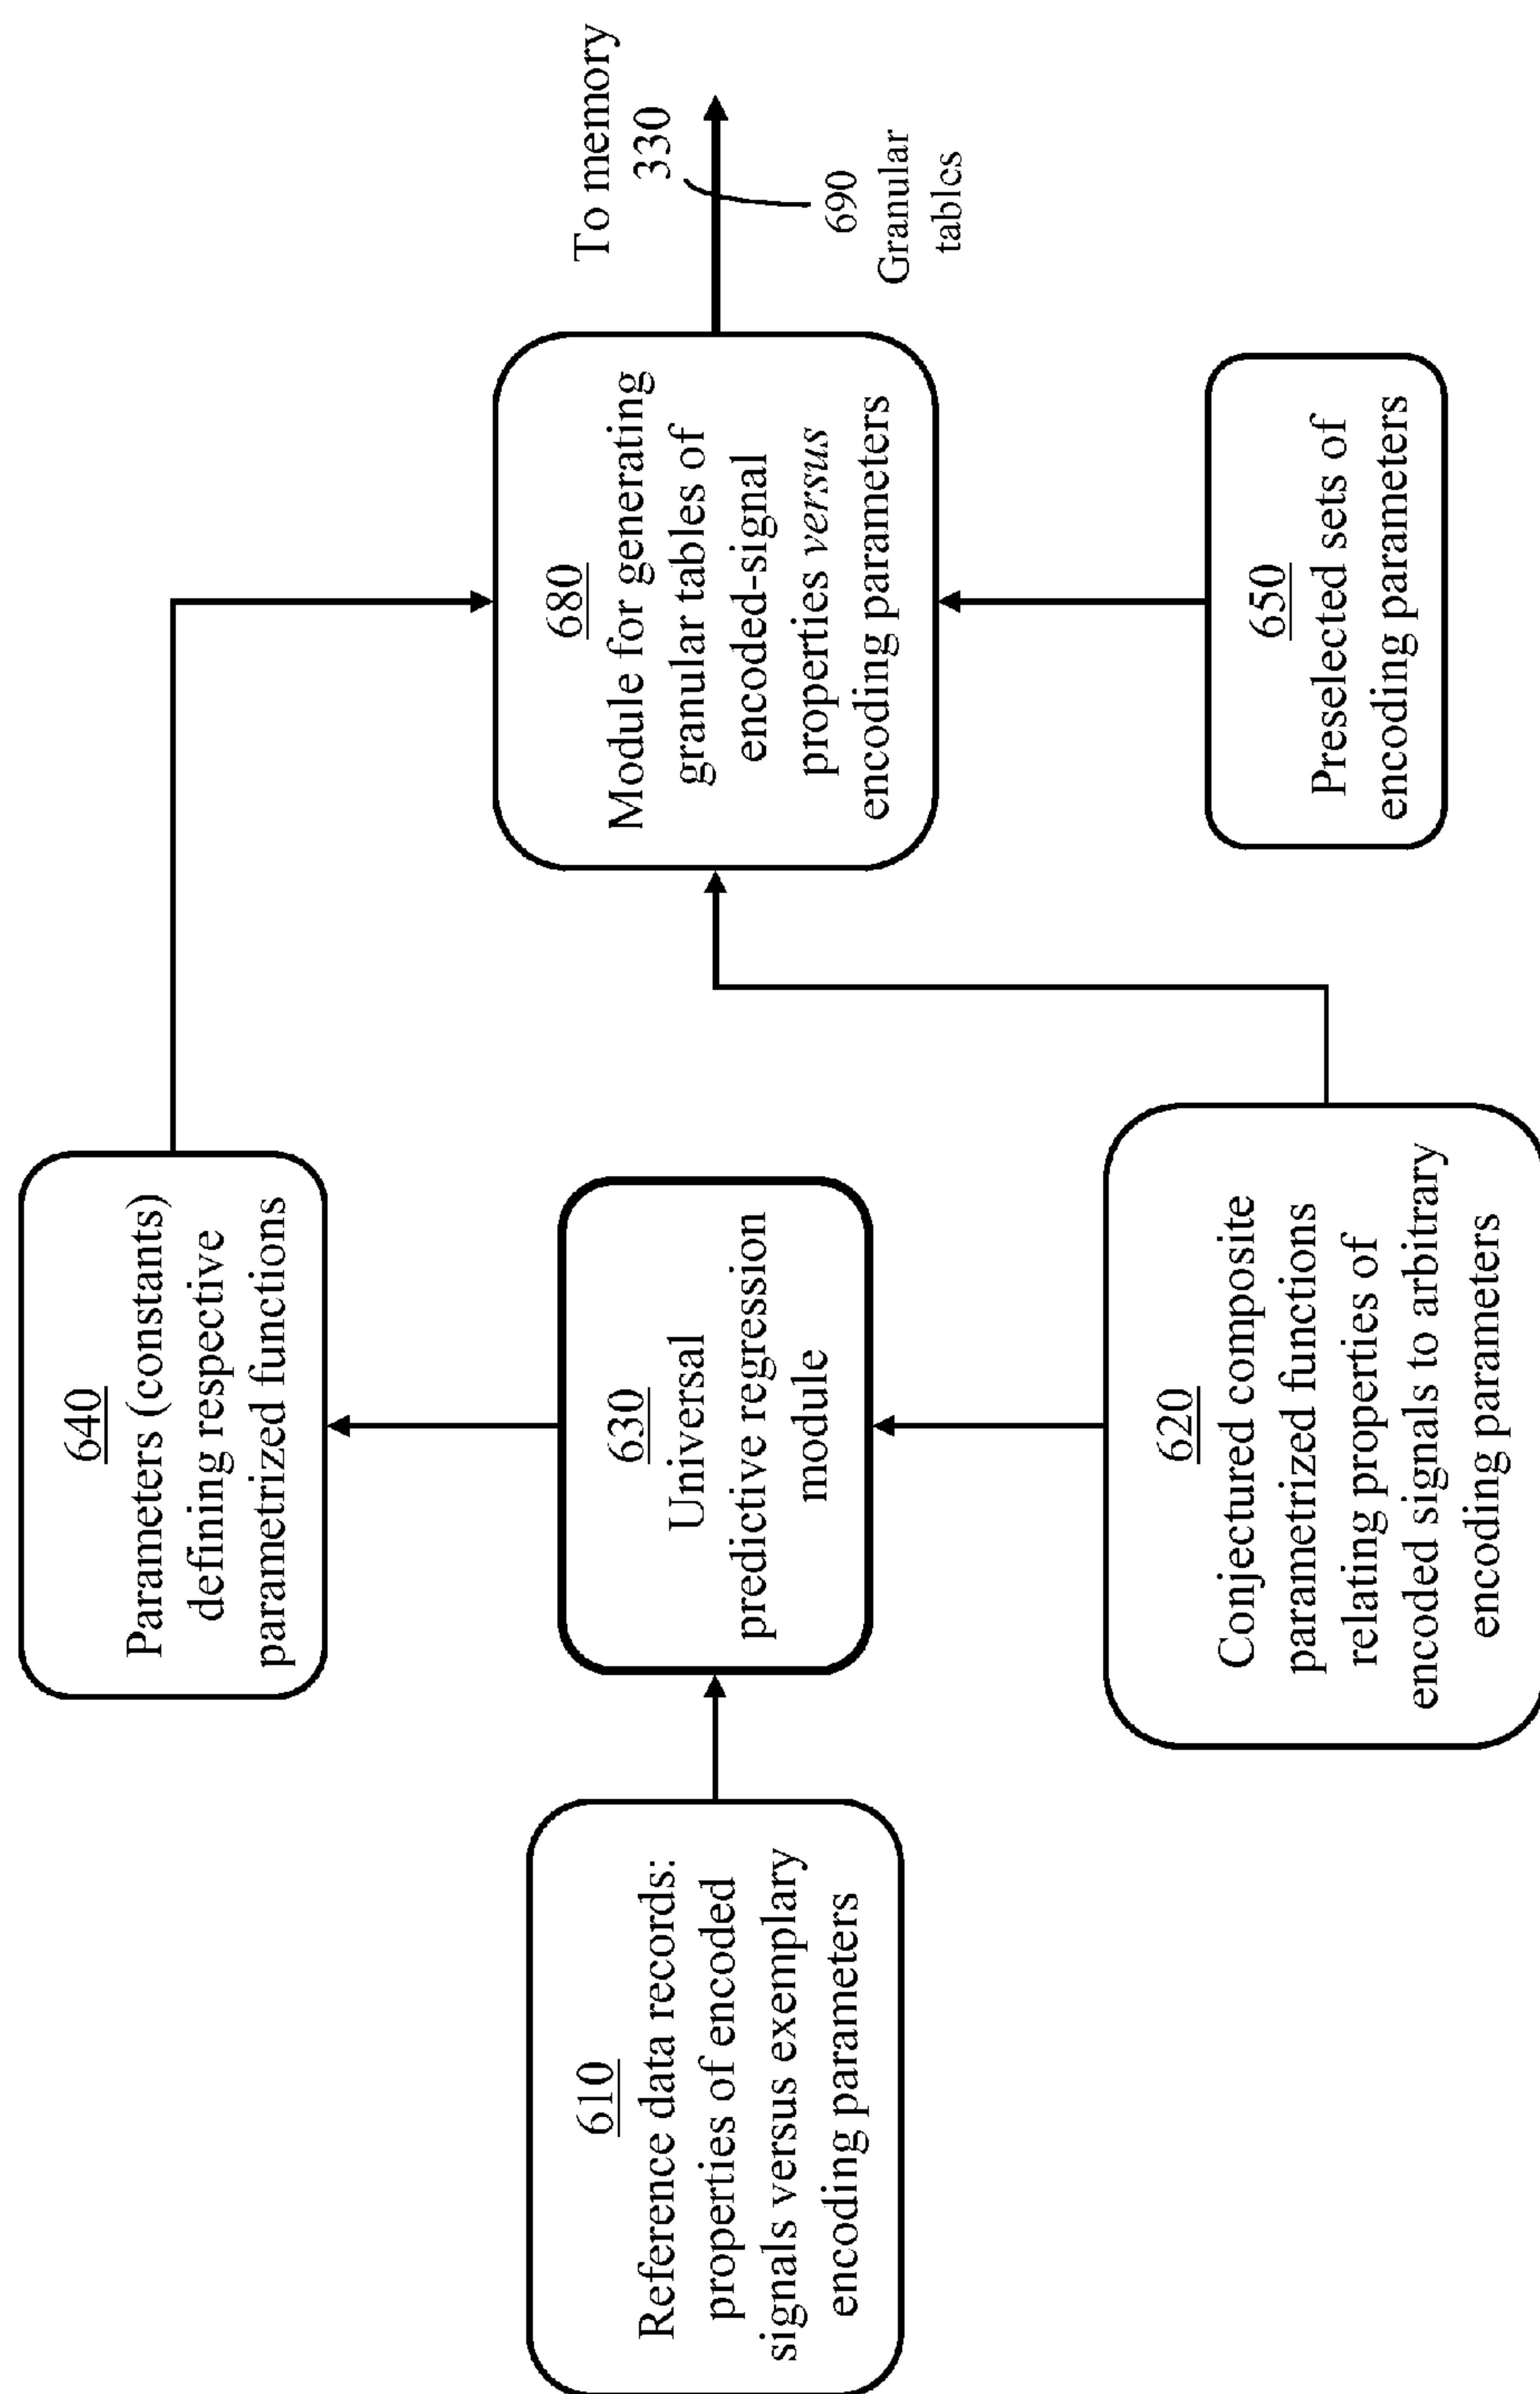 640
Parameters (constants)
defining respective
parametrized functions
610
Reference data records:
properties of encoded
signals versus exemplary
encoding parameters
630
Universal
predictive regression
module
620
Conjectured composite
parametrized functions
relating properties of
encoded signals to arbitrary
encoding parameters
680
Module for generating
granular tables of
encoded-signal
properties versus
encoding parameters
650
Preselected sets of
encoding parameters
To memory
330
690
Granular
tables